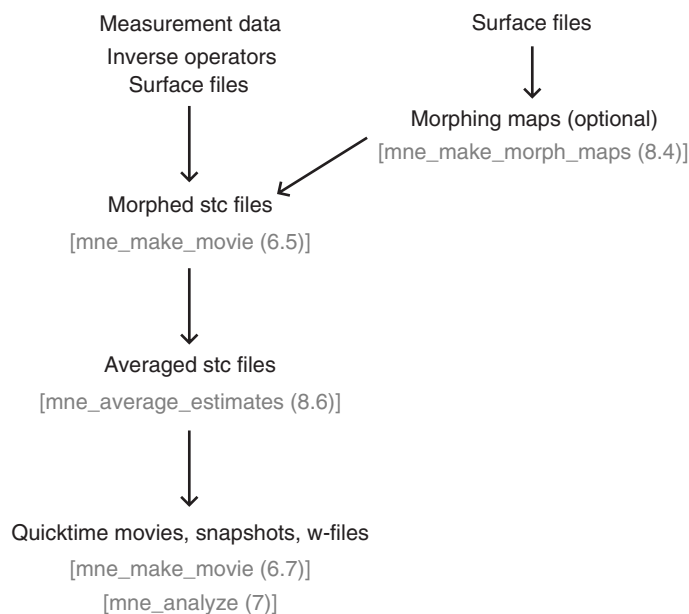 Measurement data
Inverse operators
Surface files
Surface files
Morphing maps (optional)
[mne_make_morph_maps (8.4)]
Morphed stc files
[mne_make_movie (6.5)]
Averaged stc files
[mne_average_estimates (8.6)]
Quicktime movies, snapshots, w-files
[mne_make_movie (6.7)]
[mne_analyze (7)]